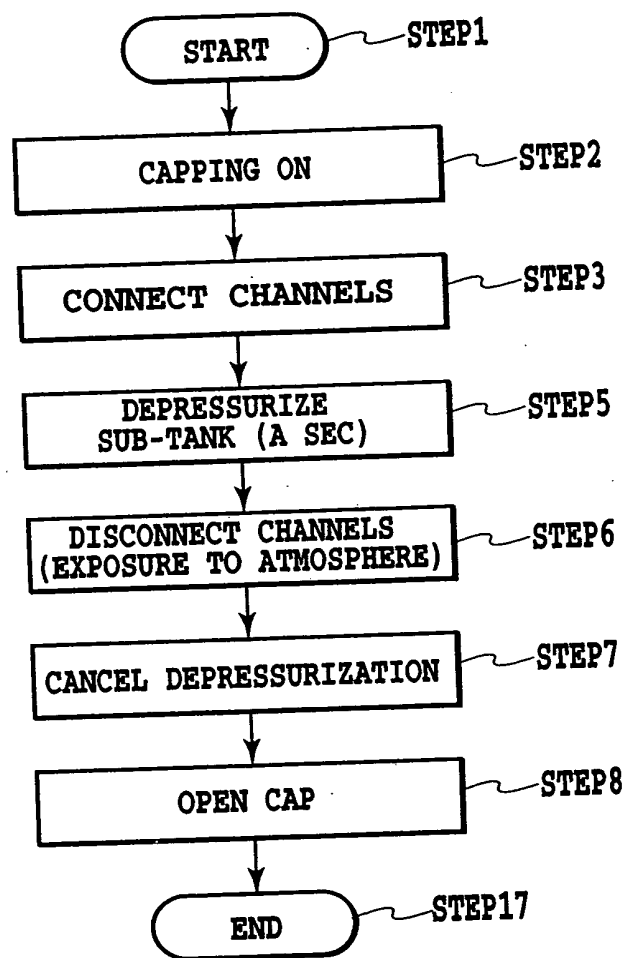 START
STEP1
CAPPING ON
STEP2
CONNECT CHANNELS
STEP3
DEPRESSURIZE
SUB-TANK (A SEC)
STEP5
DISCONNECT CHANNELS
(EXPOSURE TO ATMOSPHERE)
STEP6
CANCEL DEPRESSURIZATION
STEP7
OPEN CAP
STEP8
END
STEP17